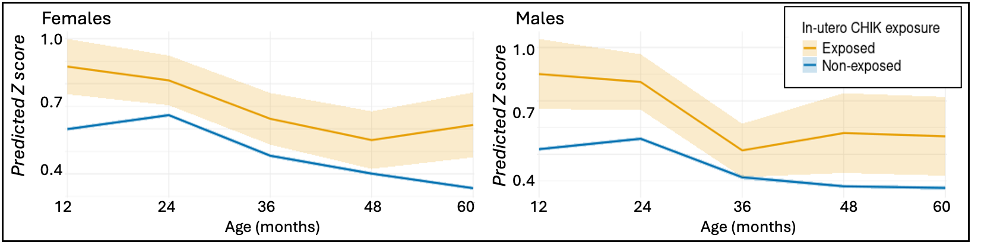 Females
Predicted Z score
1.0
0.7
0.4
12 24 36 48 60
Age (months)
Males
Predicted Z score
1.0
0.7
0.4
12 24 36 48 60
Age (months)
In-utero CHIK exposure
Exposed
Non-exposed